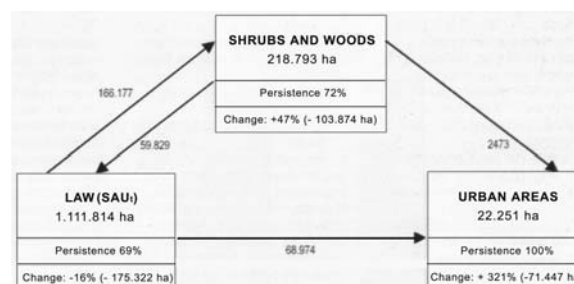 SHRUBS AND WOODS
218.793 ha
Persistence 72%
Change: +47% (- 103.874 ha)
166.177
59.829
2473
LAW (SAUt)
1.111.814 ha
Persistence 69%
Change: -16% (- 175.322 ha)
68.974
URBAN AREAS
22.251 ha
Persistence 100%
Change: + 321% (-71.447 ha)